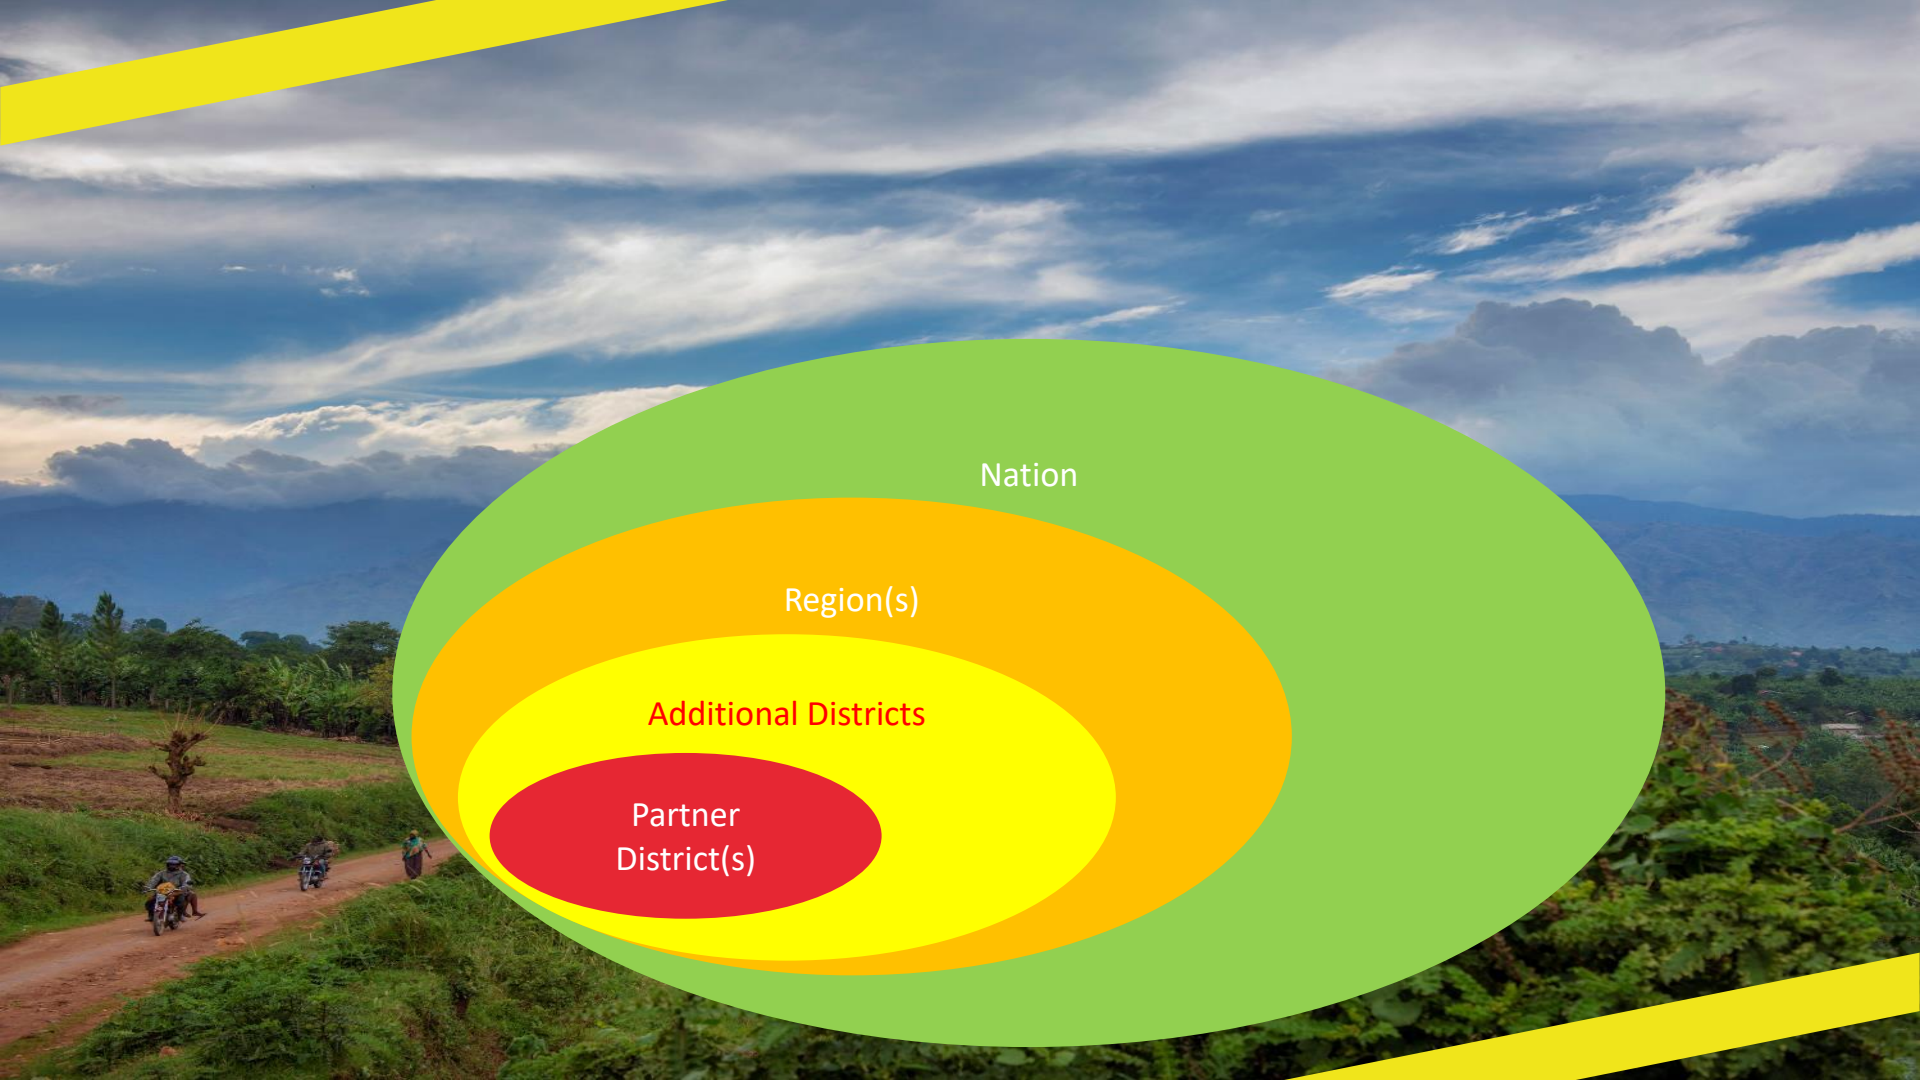 Nation
Region(s)
Additional Districts
Partner
District(s)